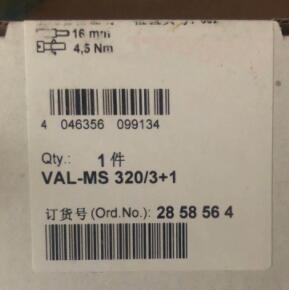 16 mm
4,5 Nm
4 046356 099134
Qty.: 1 件
VAL-MS 320/3+1
订货号 (Ord.No.): 28 58 56 4